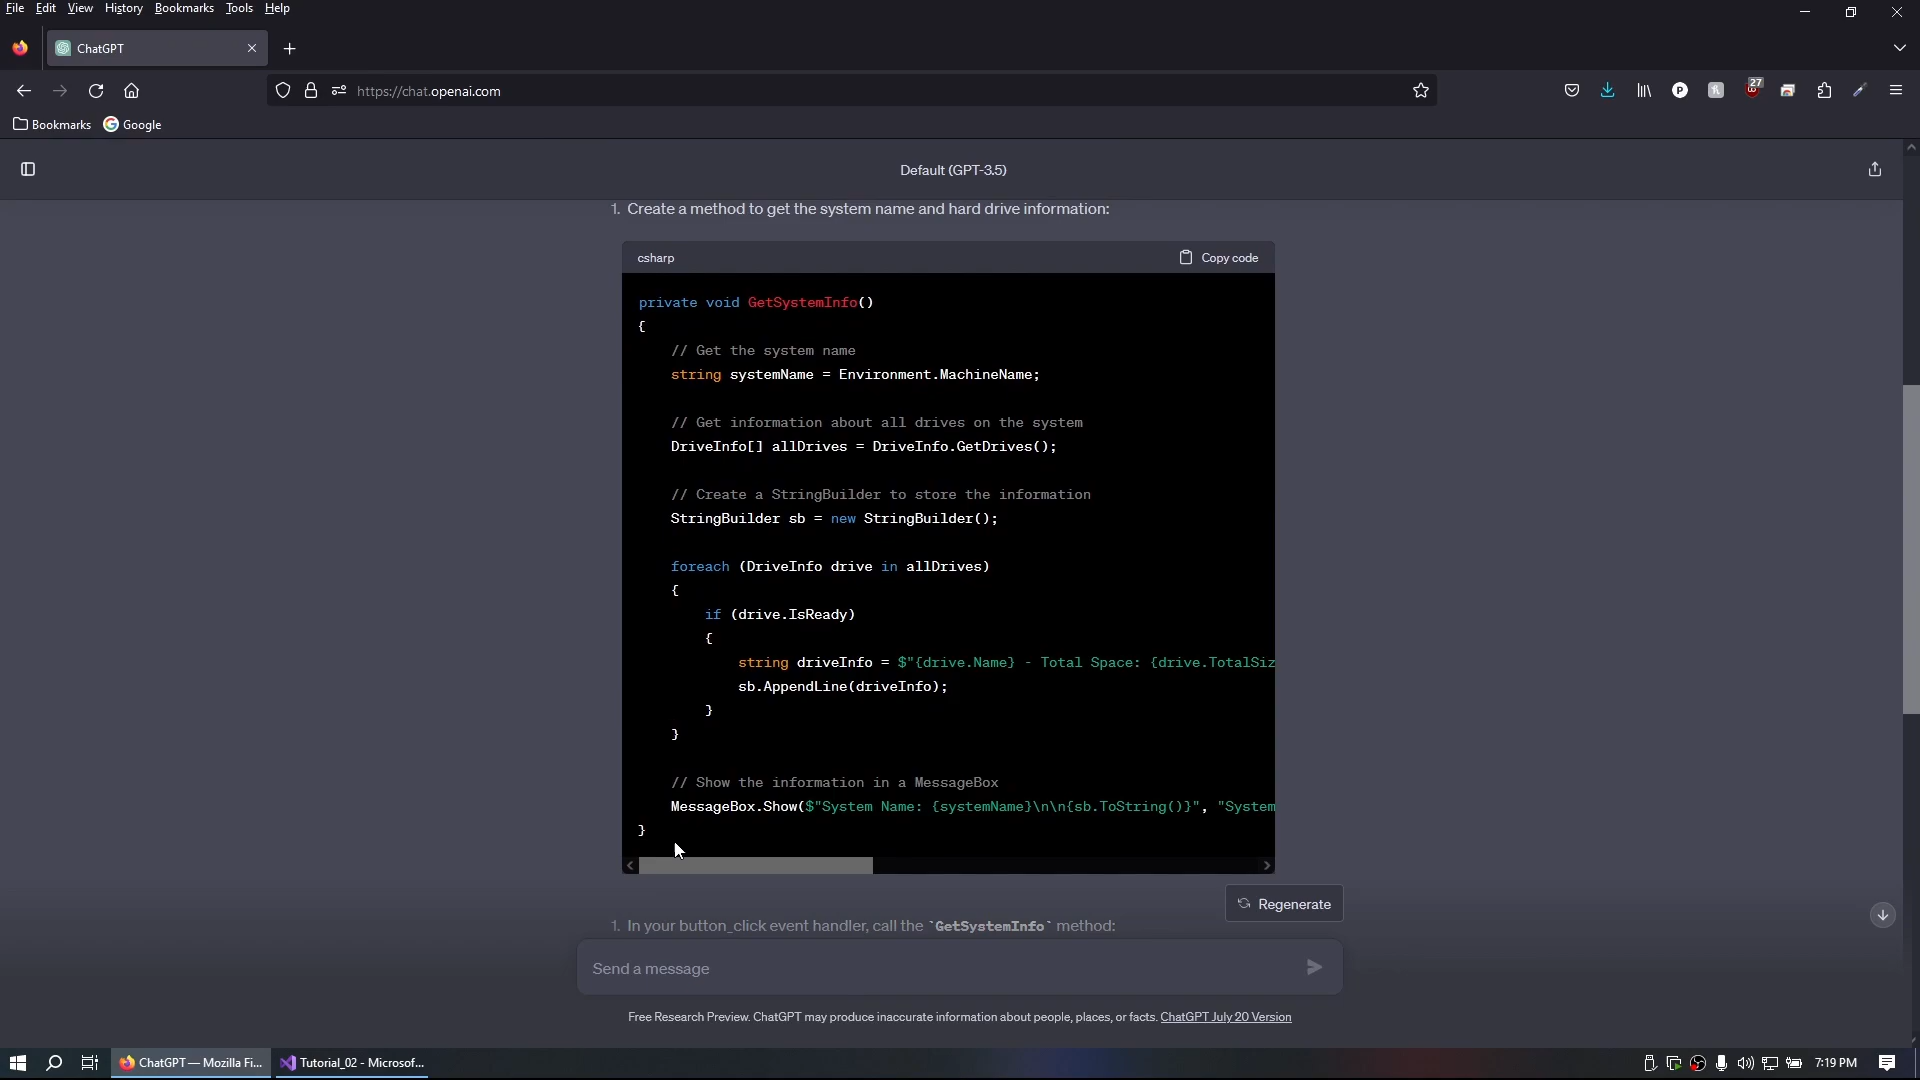 File Edit View History Bookmarks Tools Help
ChatGPT
https://chat.openai.com
27
Bookmarks Google
Default (GPT-3.5)
1. Create a method to get the system name and hard drive information:
csharp Copy code
private void GetSystemInfo()
{
// Get the system name
string systemName = Environment.MachineName;
// Get information about all drives on the system
DriveInfo[] allDrives = DriveInfo.GetDrives();
// Create a StringBuilder to store the information
StringBuilder sb = new StringBuilder();
foreach (DriveInfo drive in allDrives)
{
if (drive.IsReady)
{
string driveInfo = $"{drive.Name} - Total Space: {drive.TotalSiz
sb.AppendLine(driveInfo);
}
}
// Show the information in a MessageBox
MessageBox.Show($"System Name: {systemName}\n\n{sb.ToString()}", "System
}
Regenerate
1. In your button_click event handler, call the `GetSystemInfo` method:
Send a message
Free Research Preview. ChatGPT may produce inaccurate information about people, places, or facts. ChatGPT July 20 Version
ChatGPT — Mozilla Fi... Tutorial_02 - Microsof... 7:19 PM